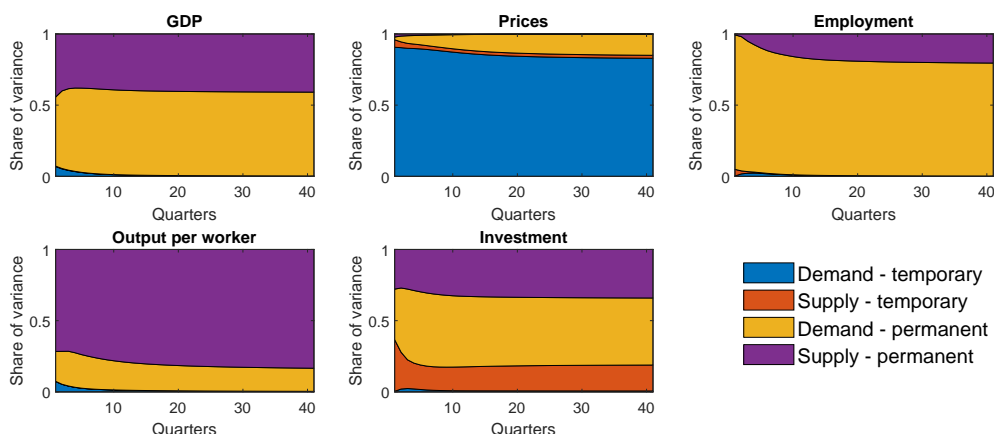 GDP
Prices
Employment
1
0.5
0
Share of variance
10 20 30 40
Quarters
1
0.5
0
Share of variance
10 20 30 40
Quarters
1
0.5
0
Share of variance
10 20 30 40
Quarters
Output per worker
Investment
1
0.5
0
Share of variance
10 20 30 40
Quarters
1
0.5
0
Share of variance
10 20 30 40
Quarters
Demand - temporary
Supply - temporary
Demand - permanent
Supply - permanent